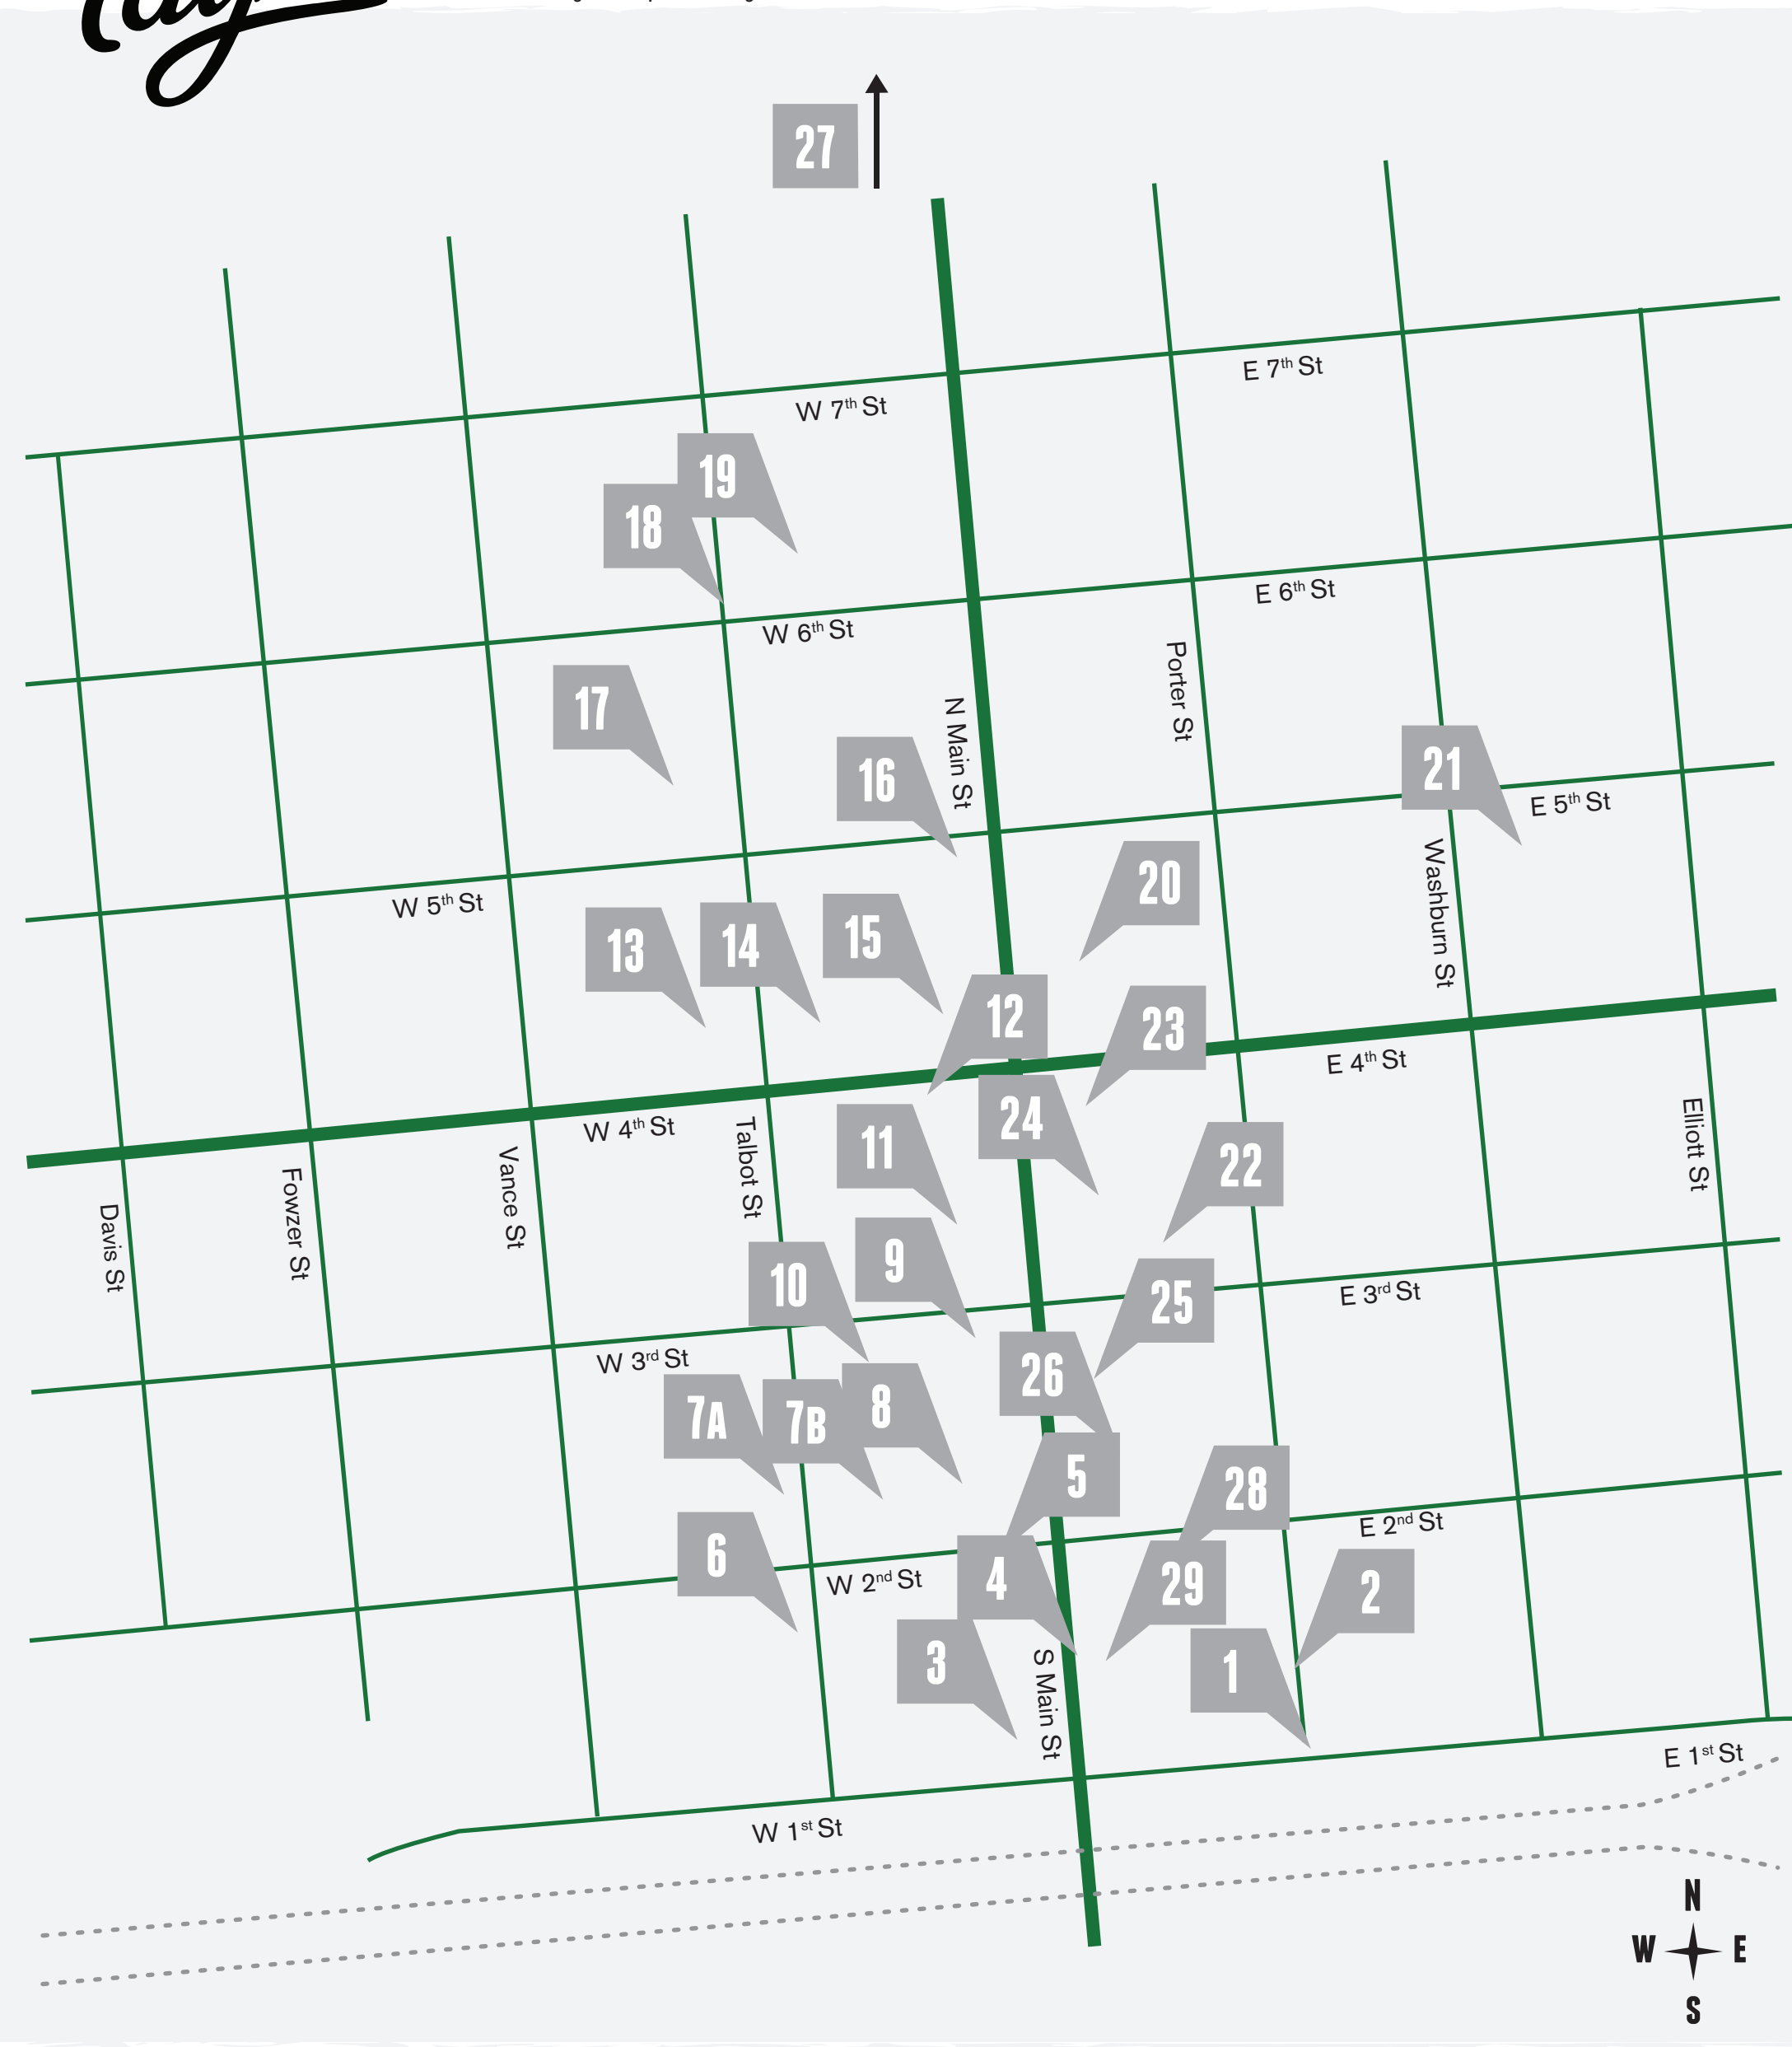 27
E 7th St
W 7th St
19
18
E 6th St
W 6th St
Porter St
17
N Main St
16
21
E 5th St
20
Washburn St
W 5th St
13
14
15
12
23
E 4th St
24
W 4th St
11
Talbot St
22
Elliott St
Vance St
Fowzer St
Davis St
9
10
25
E 3rd St
W 3rd St
26
7A
7B
8
5
28
E 2nd St
6
W 2nd St
4
29
2
3
1
S Main St
E 1st St
W 1st St
N
W E
S